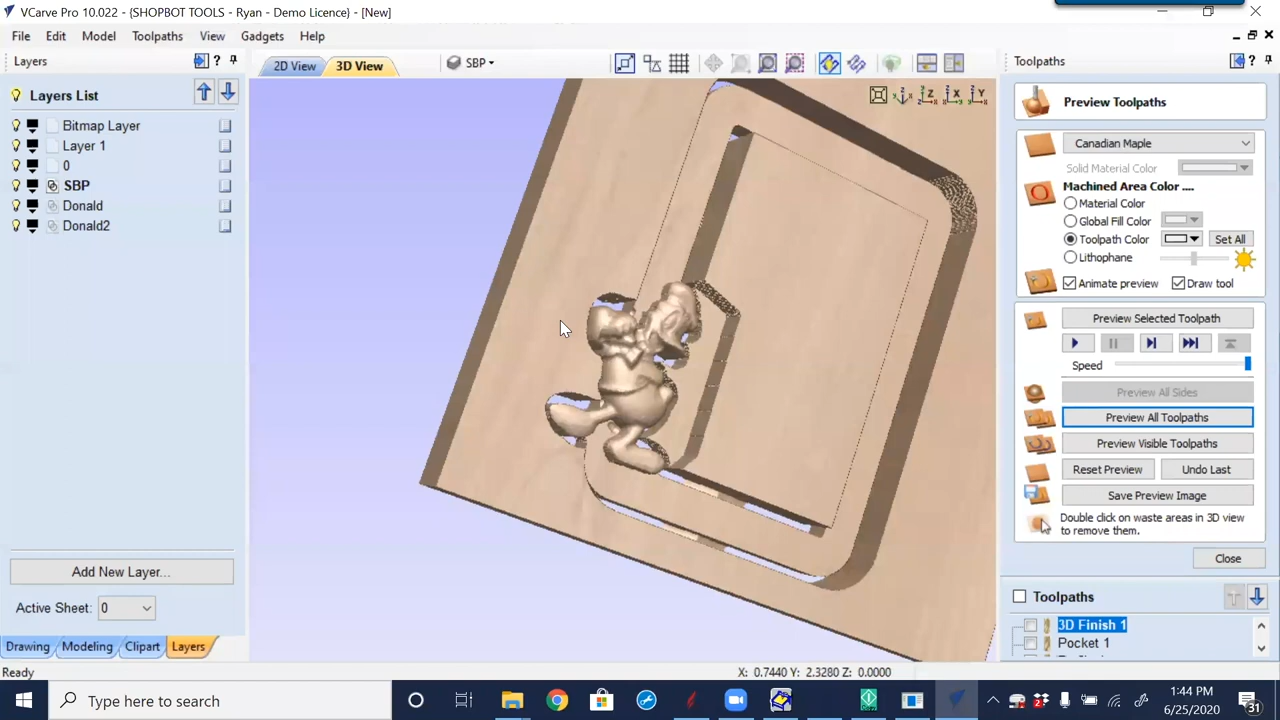 VCarve Pro 10.022 - {SHOPBOT TOOLS - Ryan - Demo Licence} - [New]
File Edit Model Toolpaths View Gadgets Help
Layers ?
2D View 3D View SBP
Toolpaths ?
Layers List
Bitmap Layer
Layer 1
0
SBP
Donald
Donald2
Z X Y
Preview Toolpaths
Canadian Maple
Solid Material Color
Machined Area Color ....
Material Color
Global Fill Color
Toolpath Color Set All
Lithophane
Animate preview Draw tool
Preview Selected Toolpath
Speed
Preview All Sides
Preview All Toolpaths
Preview Visible Toolpaths
Reset Preview Undo Last
Save Preview Image
Double click on waste areas in 3D view
to remove them.
Close
Toolpaths
3D Finish 1
Pocket 1
Add New Layer...
Active Sheet: 0
Drawing Modeling Clipart Layers
Ready
X: 0.7440 Y: 2.3280 Z: 0.0000
Type here to search
1:44 PM
6/25/2020
31